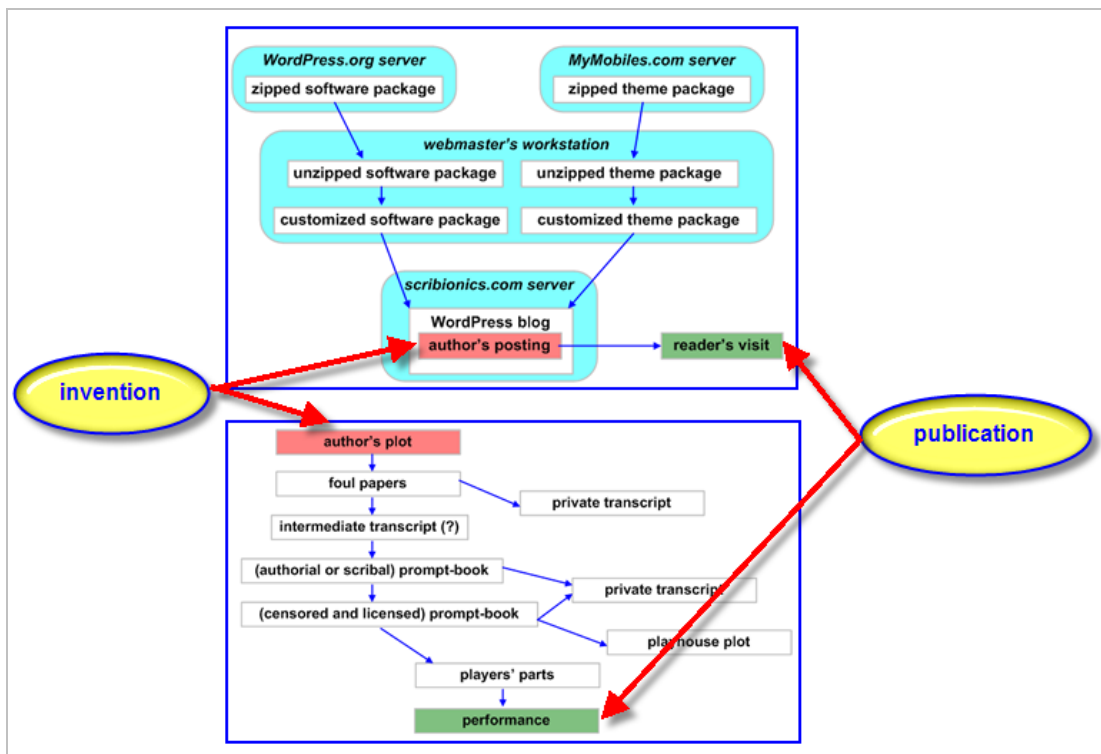 WordPress.org server
zipped software package
MyMobiles.com server
zipped theme package
webmaster's workstation
unzipped software package
unzipped theme package
customized software package
customized theme package
scribionics.com server
WordPress blog
author's posting
reader's visit
invention
publication
author's plot
foul papers
private transcript
intermediate transcript (?)
(authorial or scribal) prompt-book
private transcript
(censored and licensed) prompt-book
playhouse plot
players' parts
performance